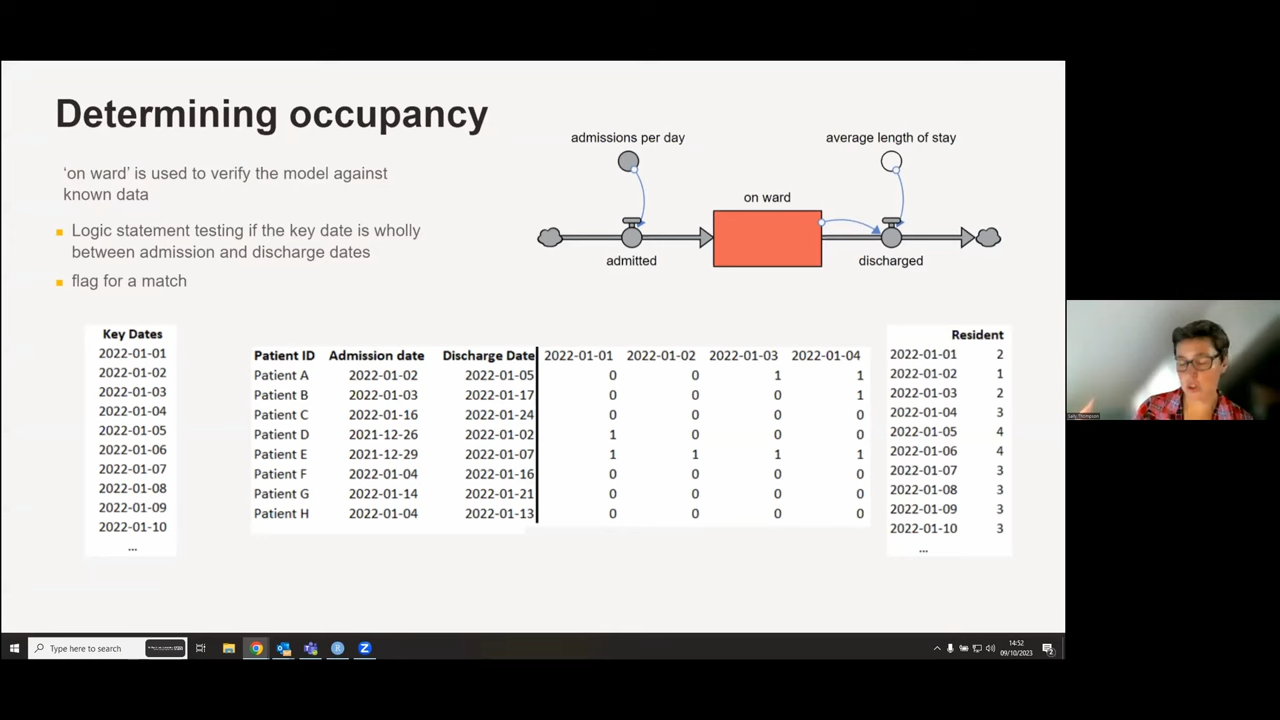 Determining occupancy
'on ward' is used to verify the model against
known data
Logic statement testing if the key date is wholly
between admission and discharge dates
flag for a match
admissions per day
average length of stay
on ward
admitted
discharged
Key Dates
2022-01-01
2022-01-02
2022-01-03
2022-01-04
2022-01-05
2022-01-06
2022-01-07
2022-01-08
2022-01-09
2022-01-10
...
Patient ID Admission date Discharge Date 2022-01-01 2022-01-02 2022-01-03 2022-01-04
Patient A 2022-01-02 2022-01-05 0 0 1 1
Patient B 2022-01-03 2022-01-17 0 0 0 1
Patient C 2022-01-16 2022-01-24 0 0 0 0
Patient D 2021-12-26 2022-01-02 1 0 0 0
Patient E 2021-12-29 2022-01-07 1 1 1 1
Patient F 2022-01-04 2022-01-16 0 0 0 0
Patient G 2022-01-14 2022-01-21 0 0 0 0
Patient H 2022-01-04 2022-01-13 0 0 0 0
Resident
2022-01-01 2
2022-01-02 1
2022-01-03 2
2022-01-04 3
2022-01-05 4
2022-01-06 4
2022-01-07 3
2022-01-08 3
2022-01-09 3
2022-01-10 3
...
Sally Thompson
Type here to search
14:52
09/10/2023